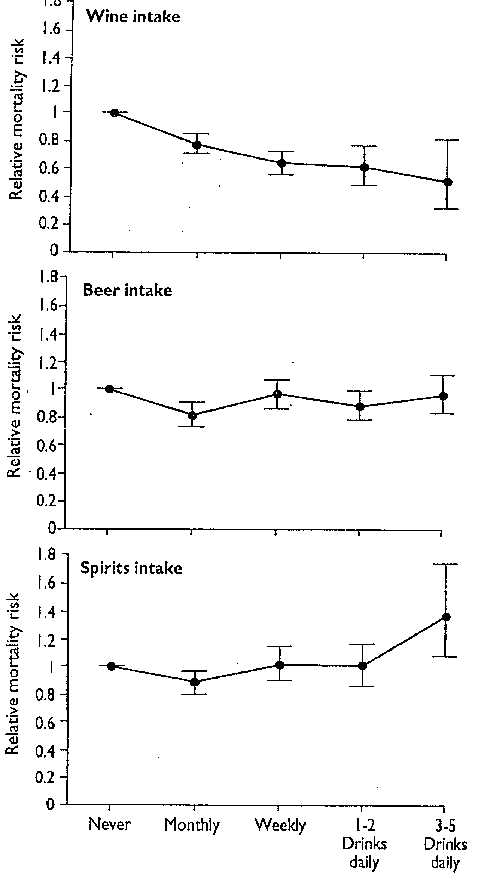 1.8
Wine intake
1.6
1.4
1.2
1
0.8
0.6
0.4
0.2
0
Relative mortality risk
1.8
Beer intake
1.6
1.4
1.2
1
0.8
0.6
0.4
0.2
0
Relative mortality risk
1.8
Spirits intake
1.6
1.4
1.2
1
0.8
0.6
0.4
0.2
0
Relative mortality risk
Never
Monthly
Weekly
1-2
Drinks
daily
3-5
Drinks
daily